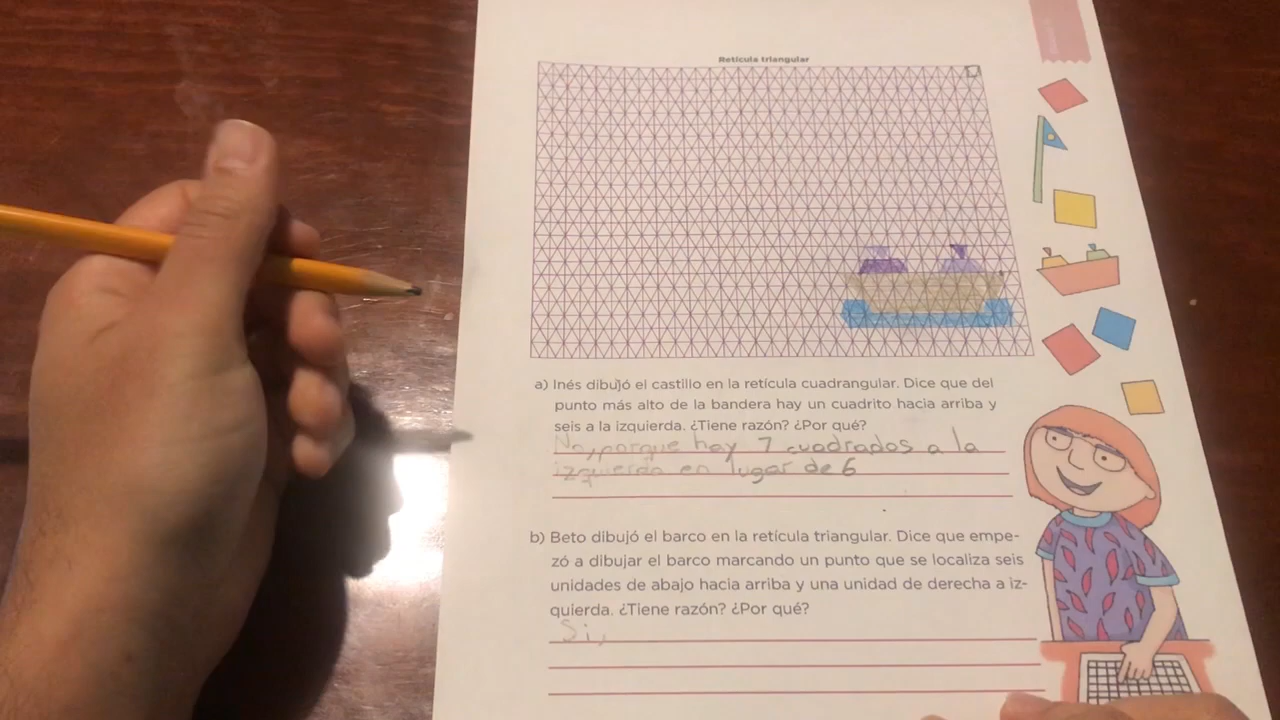 Retícula triangular
a) Inés dibujó el castillo en la retícula cuadrangular. Dice que del
punto más alto de la bandera hay un cuadrito hacia arriba y
seis a la izquierda. ¿Tiene razón? ¿Por qué?
No, porque hay 7 cuadrados a la
izquierda en lugar de 6
b) Beto dibujó el barco en la retícula triangular. Dice que empe-
zó a dibujar el barco marcando un punto que se localiza seis
unidades de abajo hacia arriba y una unidad de derecha a iz-
quierda. ¿Tiene razón? ¿Por qué?
Si,